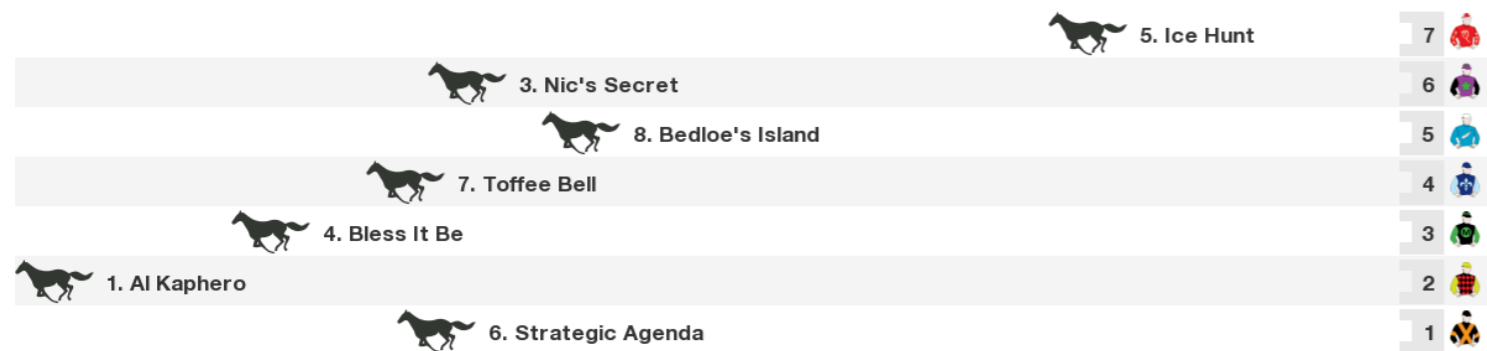 5. Ice Hunt 7
3. Nic's Secret 6
8. Bedloe's Island 5
7. Toffee Bell 4
4. Bless It Be 3
M
1. Al Kaphero 2
6. Strategic Agenda 1